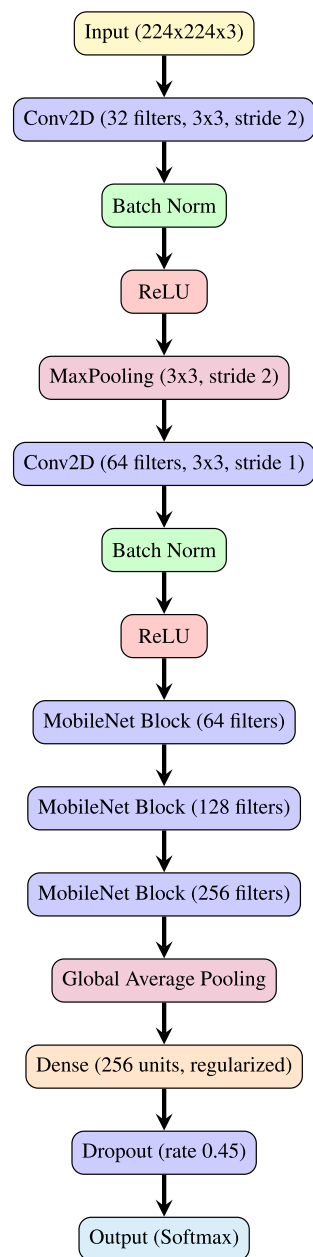 Input (224x224x3)
Conv2D (32 filters, 3x3, stride 2)
Batch Norm
ReLU
MaxPooling (3x3, stride 2)
Conv2D (64 filters, 3x3, stride 1)
Batch Norm
ReLU
MobileNet Block (64 filters)
MobileNet Block (128 filters)
MobileNet Block (256 filters)
Global Average Pooling
Dense (256 units, regularized)
Dropout (rate 0.45)
Output (Softmax)